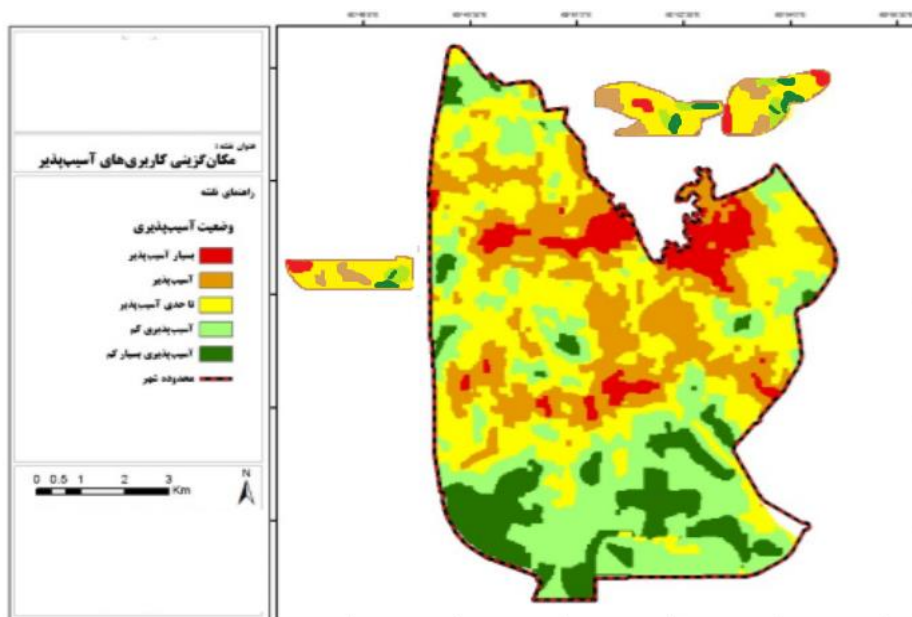 عنوان نقشه:
مکان‌گزینی کاربری‌های آسیب‌پذیر
راهنمای نقشه
وضعیت آسیب‌پذیری
بسیار آسیب‌پذیر
آسیب‌پذیر
تا حدی آسیب‌پذیر
آسیب‌پذیری کم
آسیب‌پذیری بسیار کم
محدوده شهر
0 0.5 1 2 3
Km
N